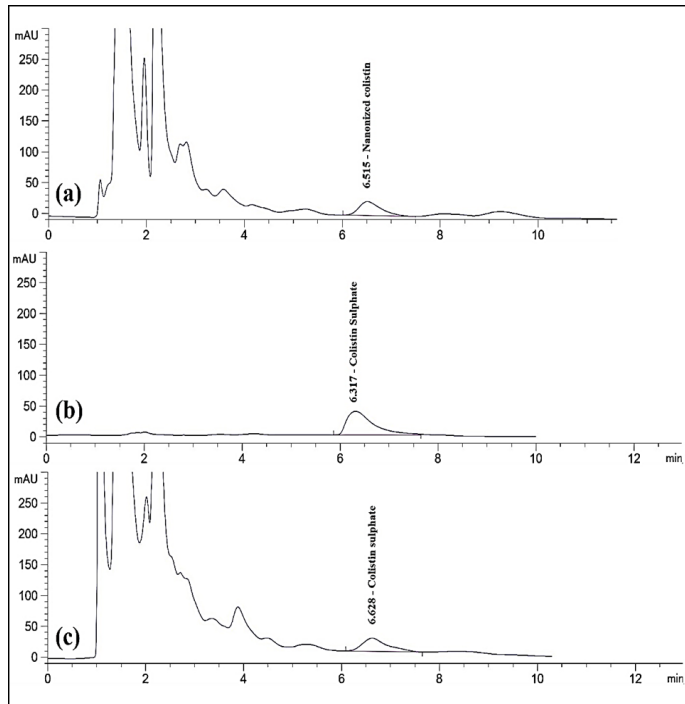 mAU
250
200
150
100
50
0
(a)
6.515 - Nanonized colistin
0 2 4 6 8 10
mAU
250
200
150
100
50
0
(b)
6.317 - Colistin Sulphate
0 2 4 6 8 10 12 min
mAU
250
200
150
100
50
0
(c)
6.628 - Colistin sulphate
0 2 4 6 8 10 12 min